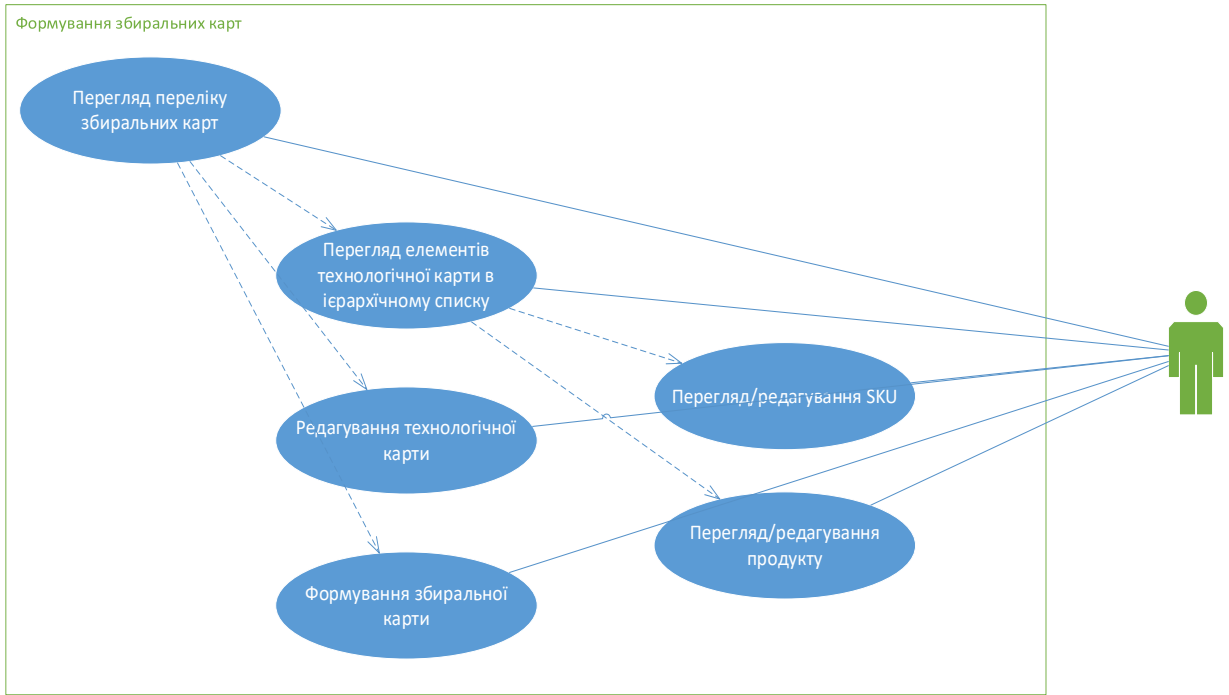 Формування збиральних карт
Перегляд переліку
збиральних карт
Перегляд елементів
технологічної карти в
ієрархїчному списку
Перегляд/редагування SKU
Редагування технологічної
карти
Перегляд/редагування
продукту
Формування збиральної
карти